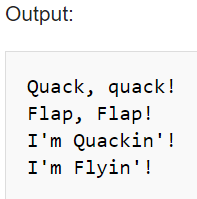 Output:
Quack, quack!
Flap, Flap!
I'm Quackin'!
I'm Flyin'!